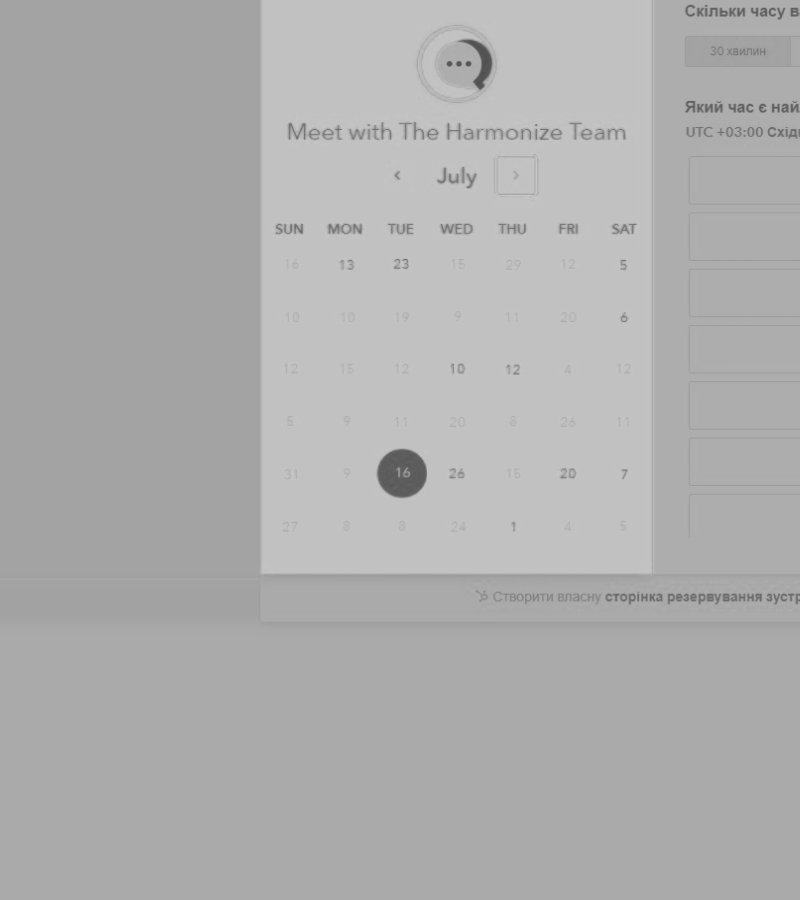 Meet with The Harmonize Team
July
SUN MON TUE WED THU FRI SAT
16 13 23 15 29 12 5
10 10 19 9 11 20 6
12 15 12 10 12 4 12
5 9 11 20 8 26 11
31 9 16 26 15 20 7
27 8 8 24 1 4 5
Скільки часу в
30 хвилин
Який час є най
UTC +03:00 Східн
Створити власну сторінка резервування зустр